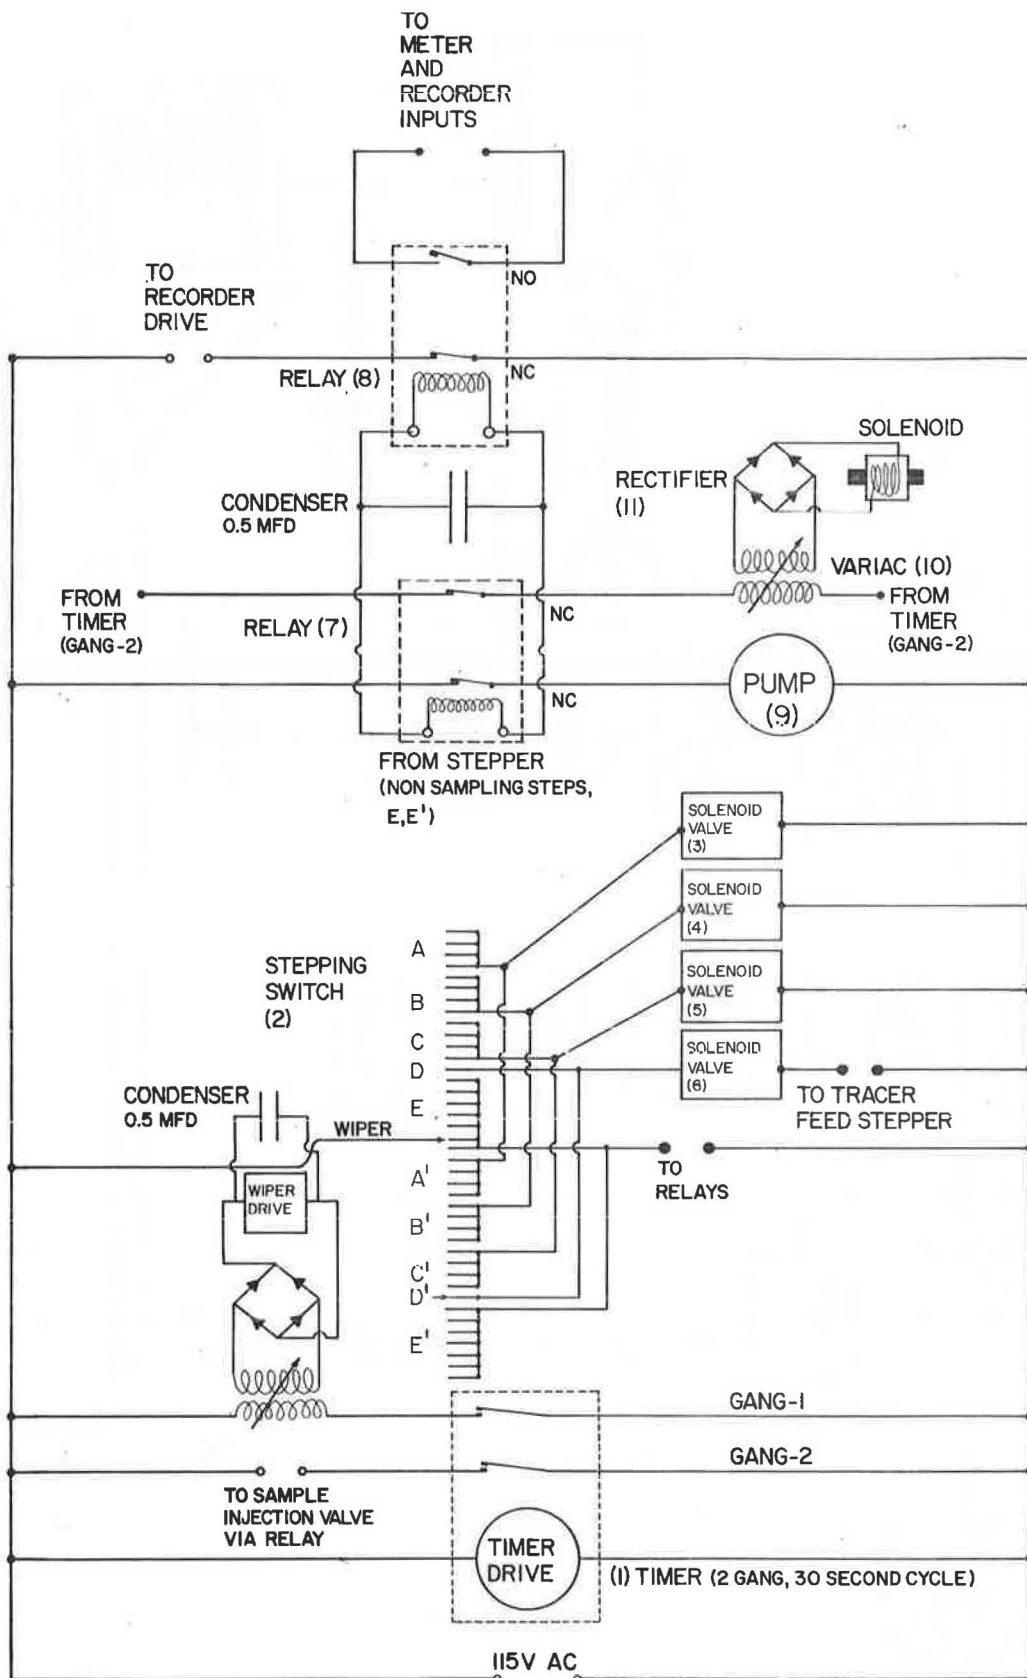 TO
METER
AND
RECORDER
INPUTS
NO
TO
RECORDER
DRIVE
RELAY (8)
NC
SOLENOID
RECTIFIER
(11)
CONDENSER
0.5 MFD
VARIAC (10)
FROM
TIMER
(GANG-2)
NC
FROM
TIMER
(GANG-2)
RELAY (7)
NC
PUMP
(9)
FROM STEPPER
(NON SAMPLING STEPS,
E,E')
SOLENOID
VALVE
(3)
SOLENOID
VALVE
(4)
SOLENOID
VALVE
(5)
SOLENOID
VALVE
(6)
STEPPING
SWITCH
(2)
A
B
C
D
E
A'
B'
C'
D'
E'
TO TRACER
FEED STEPPER
CONDENSER
0.5 MFD
WIPER
TO
RELAYS
WIPER
DRIVE
GANG-1
GANG-2
TO SAMPLE
INJECTION VALVE
VIA RELAY
TIMER
DRIVE
(1) TIMER (2 GANG, 30 SECOND CYCLE)
115V AC